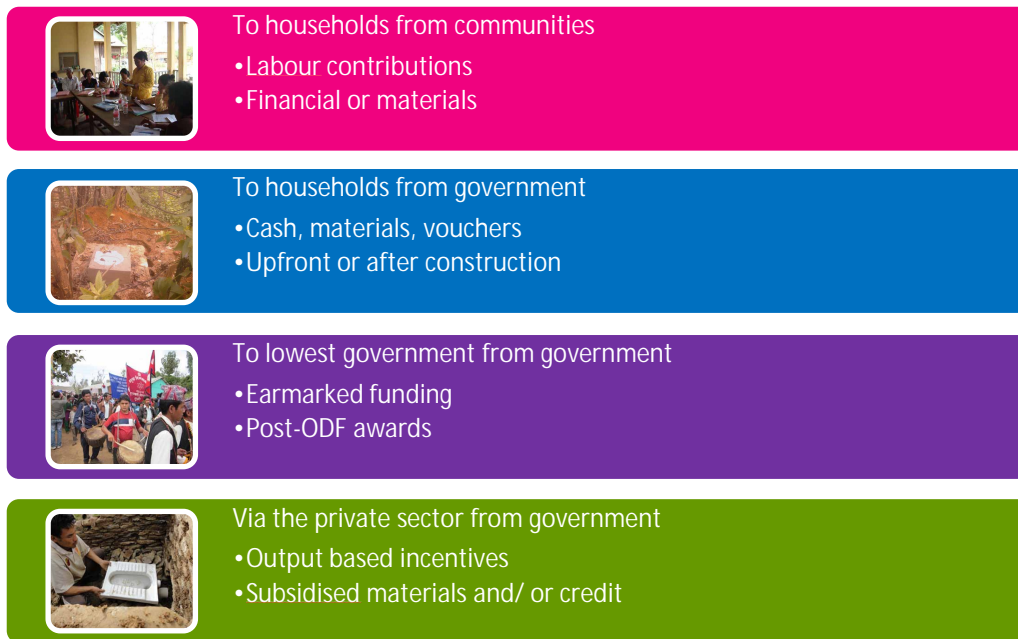 To households from communities
•Labour contributions
•Financial or materials
To households from government
•Cash, materials, vouchers
•Upfront or after construction
To lowest government from government
•Earmarked funding
•Post-ODF awards
Via the private sector from government
•Output based incentives
•Subsidised materials and/ or credit